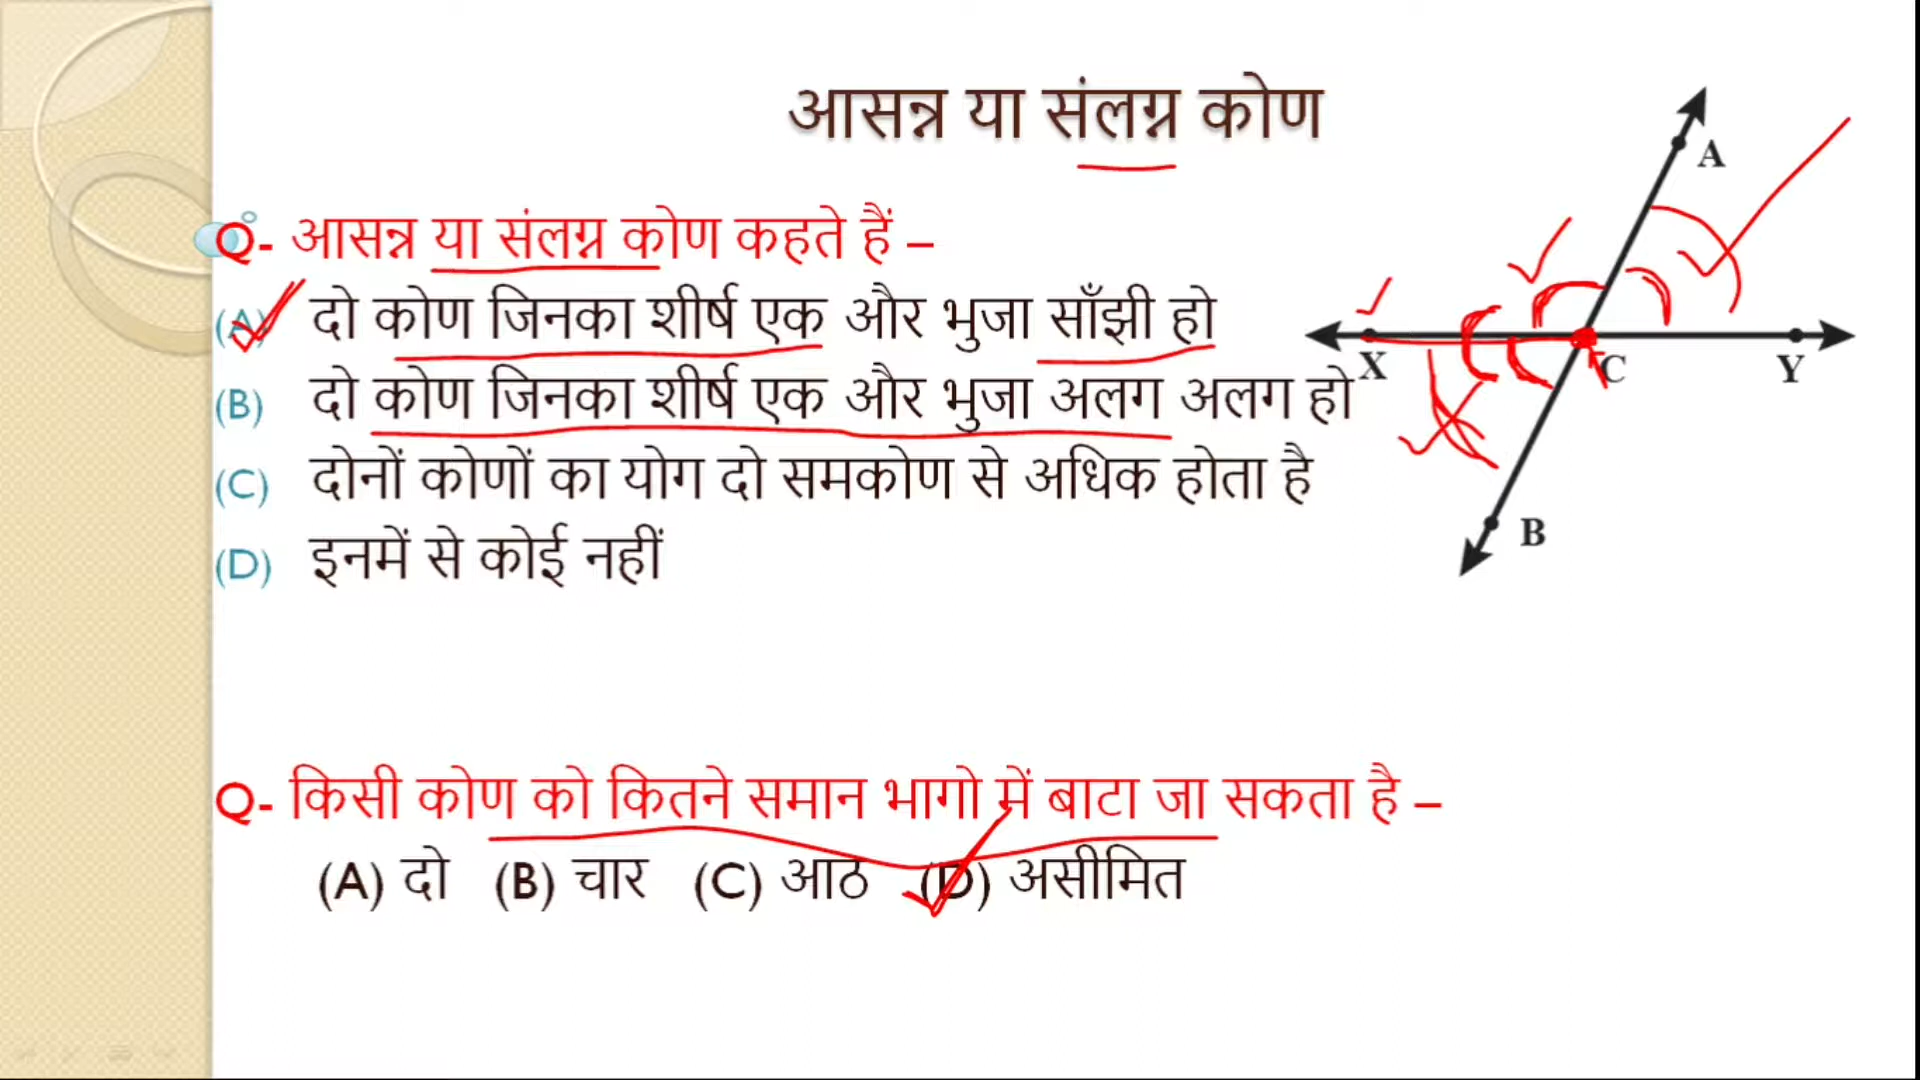 आसन्न या संलग्न कोण
Q- आसन्न या संलग्न कोण कहते हैं –
(A) दो कोण जिनका शीर्ष एक और भुजा साँझी हो
(B) दो कोण जिनका शीर्ष एक और भुजा अलग अलग हो
(C) दोनों कोणों का योग दो समकोण से अधिक होता है
(D) इनमें से कोई नहीं
A
X
C
Y
B
Q- किसी कोण को कितने समान भागो में बाटा जा सकता है –
(A) दो (B) चार (C) आठ (D) असीमित